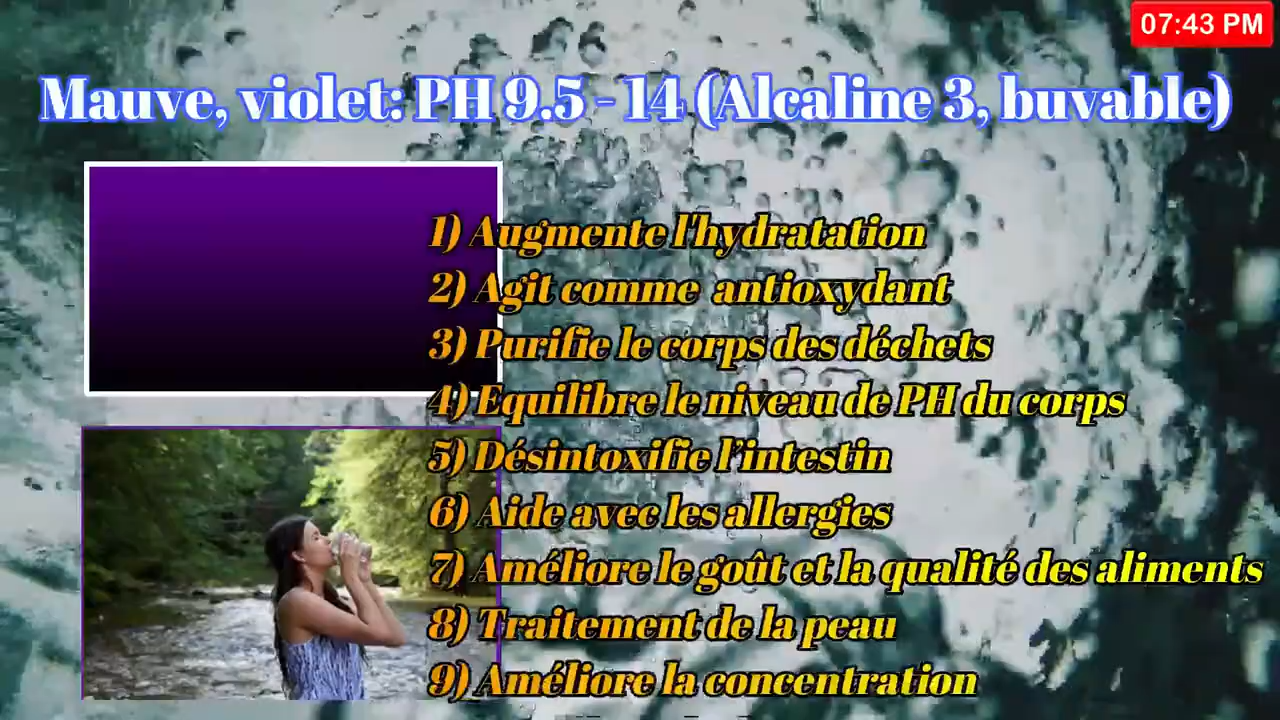 07:43 PM
Mauve, violet: PH 9.5 - 14 (Alcaline 3, buvable)
1) Augmente l'hydratation
2) Agit comme antioxydant
3) Purifie le corps des déchets
4) Equilibre le niveau de PH du corps
5) Désintoxifie l’intestin
6) Aide avec les allergies
7) Améliore le goût et la qualité des aliments
8) Traitement de la peau
9) Améliore la concentration